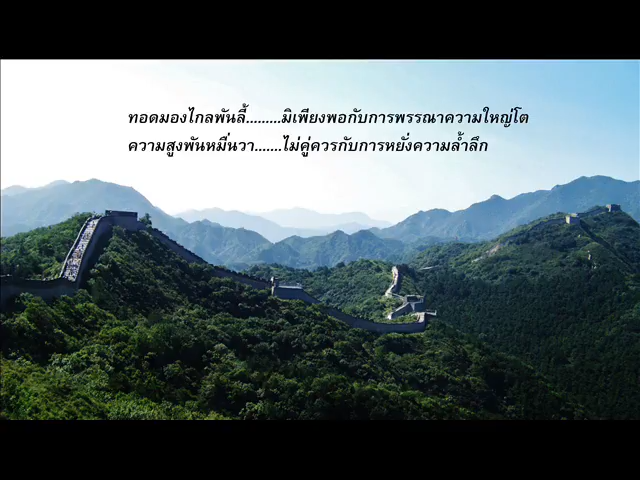 ทอดมองไกลพันลี้.........มิเพียงพอกับการพรรณาความใหญ่โต
ความสูงพันหมื่นวา.......ไม่คู่ควรกับการหยั่งความล้ำลึก